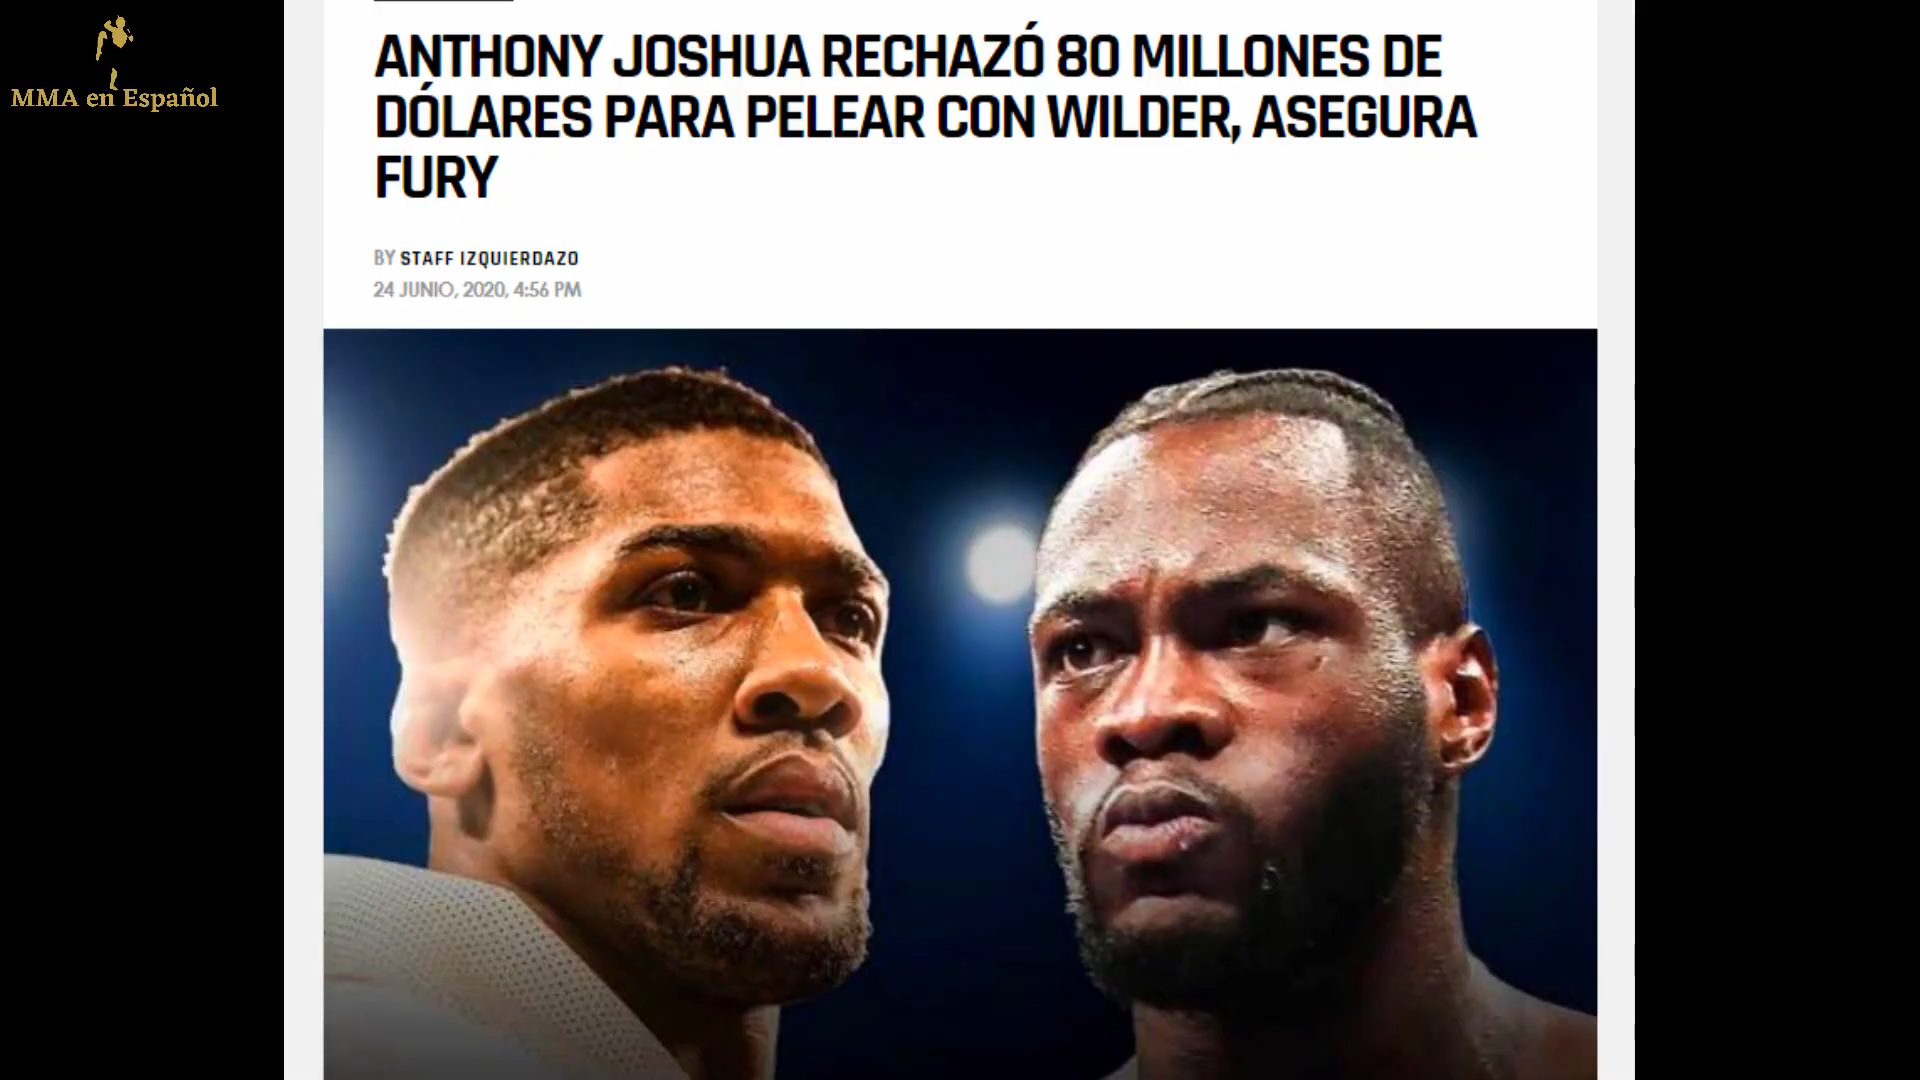 MMA en Español
ANTHONY JOSHUA RECHAZÓ 80 MILLONES DE
DÓLARES PARA PELEAR CON WILDER, ASEGURA
FURY
BY STAFF IZQUIERDAZO
24 JUNIO, 2020, 4:56 PM